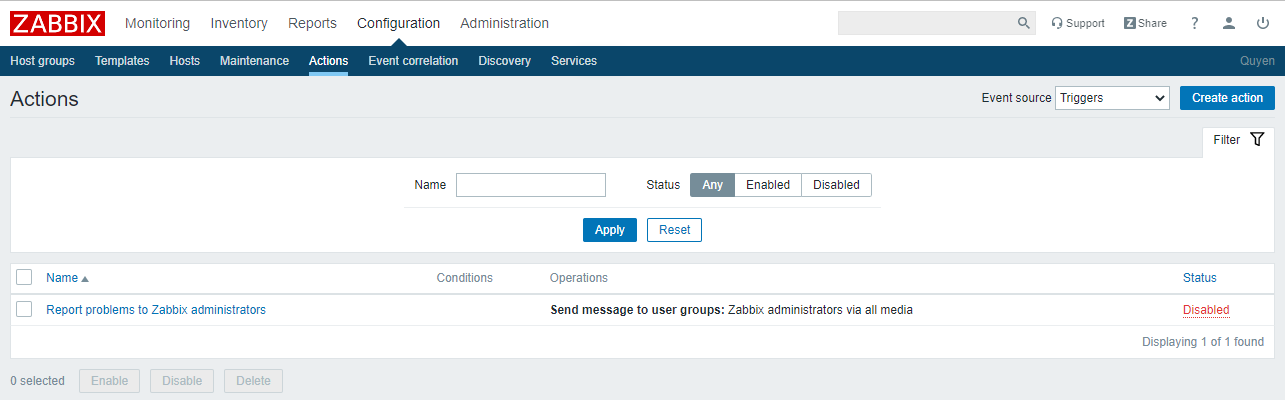 ZABBIX Monitoring Inventory Reports Configuration Administration Support Z Share ?
Host groups Templates Hosts Maintenance Actions Event correlation Discovery Services Quyen
Actions Event source Triggers Create action
Filter
Name Status Any Enabled Disabled
Apply Reset
Name Conditions Operations Status
Report problems to Zabbix administrators Send message to user groups: Zabbix administrators via all media Disabled
Displaying 1 of 1 found
0 selected Enable Disable Delete